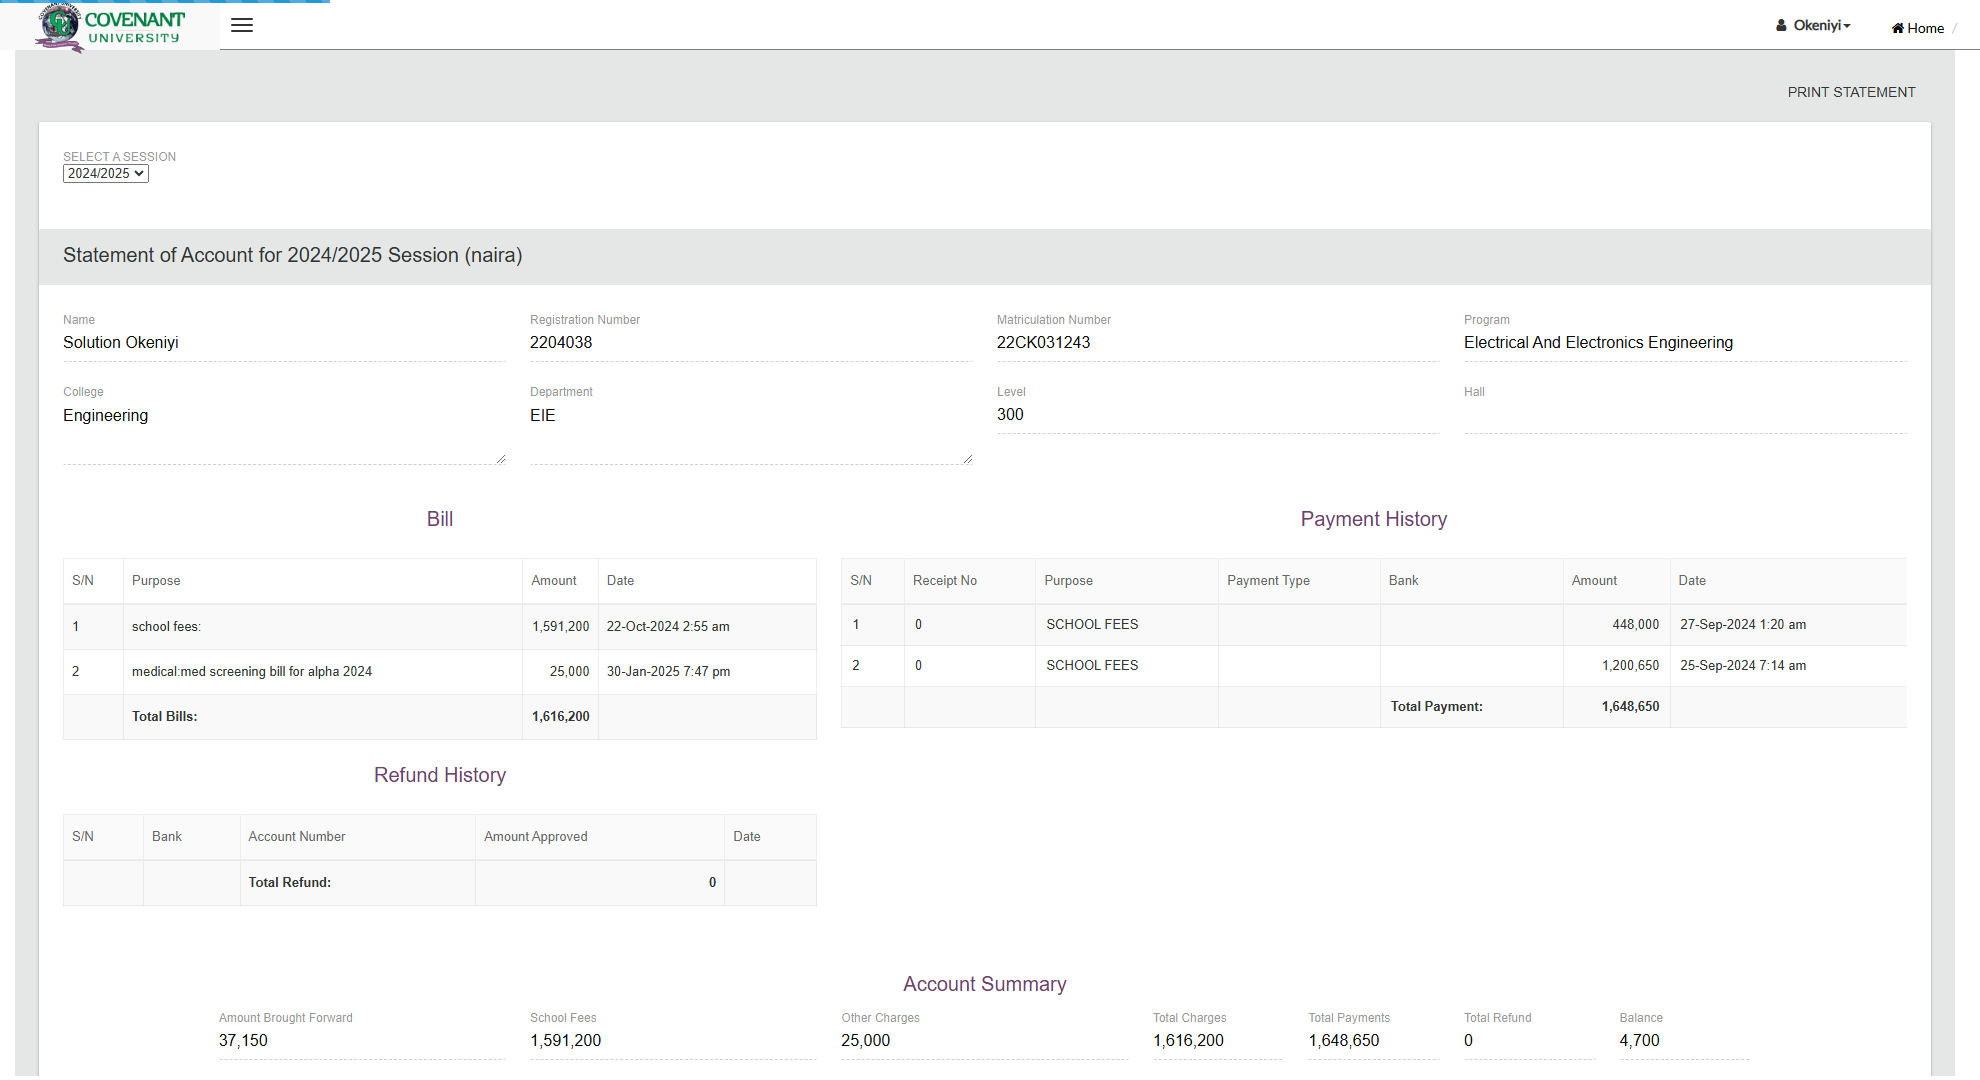 COVENANT
UNIVERSITY
Okeniyi
Home /
PRINT STATEMENT
SELECT A SESSION
2024/2025
Statement of Account for 2024/2025 Session (naira)
Name Registration Number Matriculation Number Program
Solution Okeniyi 2204038 22CK031243 Electrical And Electronics Engineering
College Department Level Hall
Engineering EIE 300
Bill
S/N Purpose Amount Date
1 school fees: 1,591,200 22-Oct-2024 2:55 am
2 medical:med screening bill for alpha 2024 25,000 30-Jan-2025 7:47 pm
Total Bills: 1,616,200
Payment History
S/N Receipt No Purpose Payment Type Bank Amount Date
1 0 SCHOOL FEES 448,000 27-Sep-2024 1:20 am
2 0 SCHOOL FEES 1,200,650 25-Sep-2024 7:14 am
Total Payment: 1,648,650
Refund History
S/N Bank Account Number Amount Approved Date
Total Refund: 0
Account Summary
Amount Brought Forward School Fees Other Charges Total Charges Total Payments Total Refund Balance
37,150 1,591,200 25,000 1,616,200 1,648,650 0 4,700